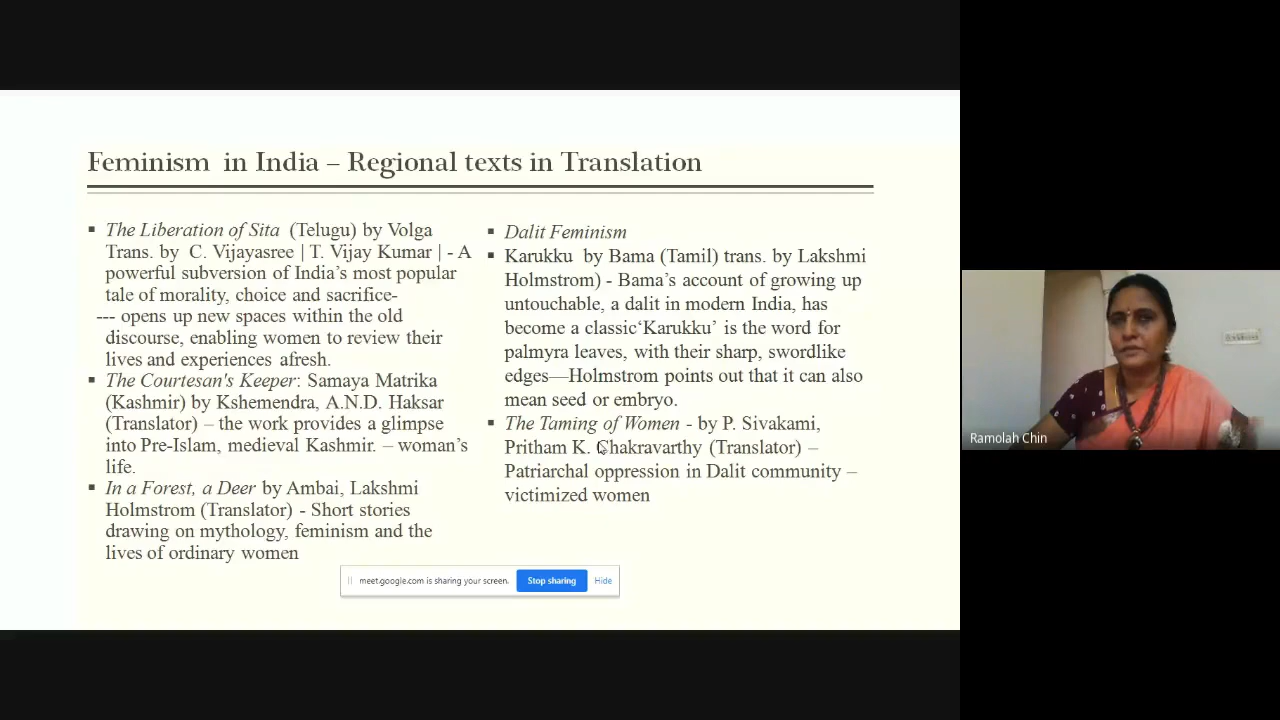 Feminism in India – Regional texts in Translation
▪ The Liberation of Sita (Telugu) by Volga
Trans. by C. Vijayasree | T. Vijay Kumar | - A
powerful subversion of India's most popular
tale of morality, choice and sacrifice-
--- opens up new spaces within the old
discourse, enabling women to review their
lives and experiences afresh.
▪ The Courtesan's Keeper: Samaya Matrika
(Kashmir) by Kshemendra, A.N.D. Haksar
(Translator) – the work provides a glimpse
into Pre-Islam, medieval Kashmir. – woman's
life.
▪ In a Forest, a Deer by Ambai, Lakshmi
Holmstrom (Translator) - Short stories
drawing on mythology, feminism and the
lives of ordinary women
▪ Dalit Feminism
▪ Karukku by Bama (Tamil) trans. by Lakshmi
Holmstrom) - Bama's account of growing up
untouchable, a dalit in modern India, has
become a classic‘Karukku’ is the word for
palmyra leaves, with their sharp, swordlike
edges—Holmstrom points out that it can also
mean seed or embryo.
▪ The Taming of Women - by P. Sivakami,
Pritham K. Chakravarthy (Translator) –
Patriarchal oppression in Dalit community –
victimized women
meet.google.com is sharing your screen. Stop sharing Hide
Ramolah Chin